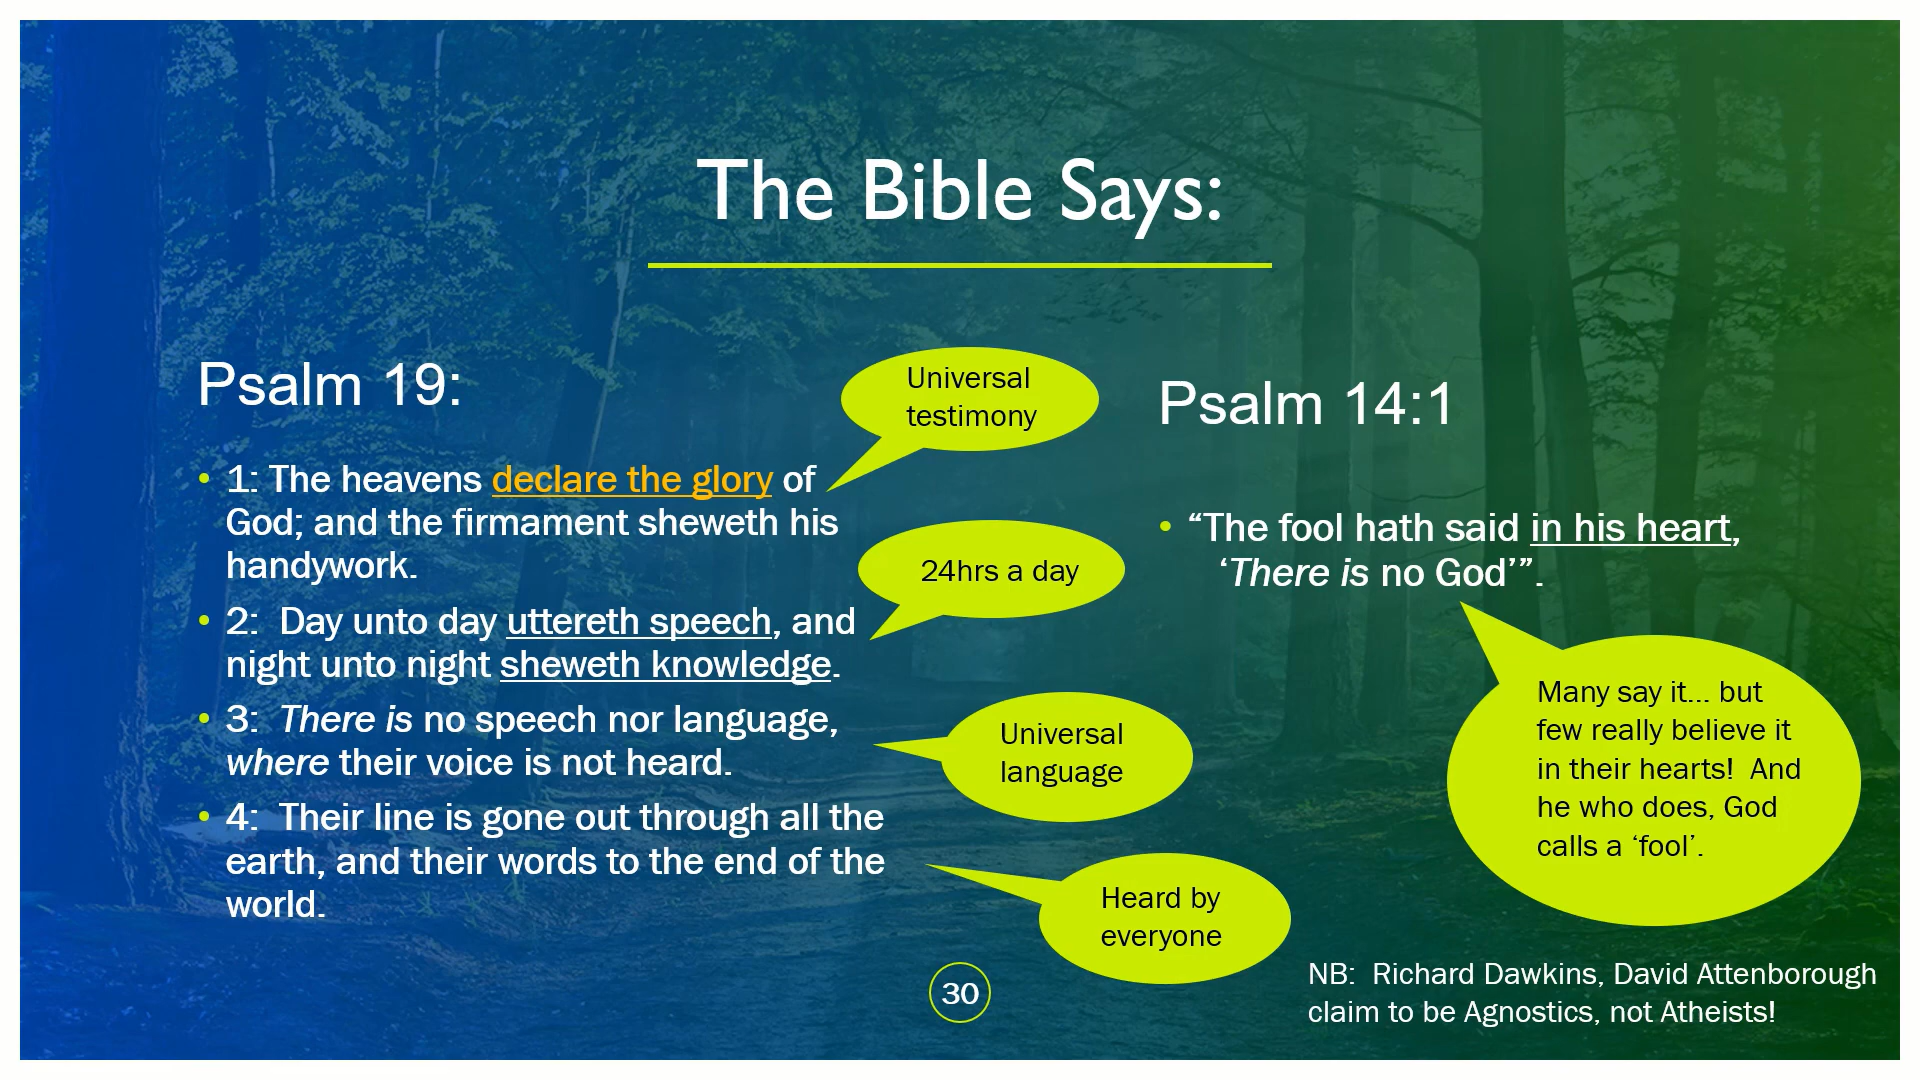 The Bible Says:
Psalm 19:
• 1: The heavens declare the glory of
God; and the firmament sheweth his
handywork.
• 2:  Day unto day uttereth speech, and
night unto night sheweth knowledge.
• 3:  There is no speech nor language,
where their voice is not heard.
• 4:  Their line is gone out through all the
earth, and their words to the end of the
world.
Universal
testimony
24hrs a day
Universal
language
Heard by
everyone
Psalm 14:1
• “The fool hath said in his heart,
‘There is no God’”.
Many say it... but
few really believe it
in their hearts!  And
he who does, God
calls a ‘fool’.
NB:  Richard Dawkins, David Attenborough
claim to be Agnostics, not Atheists!
30